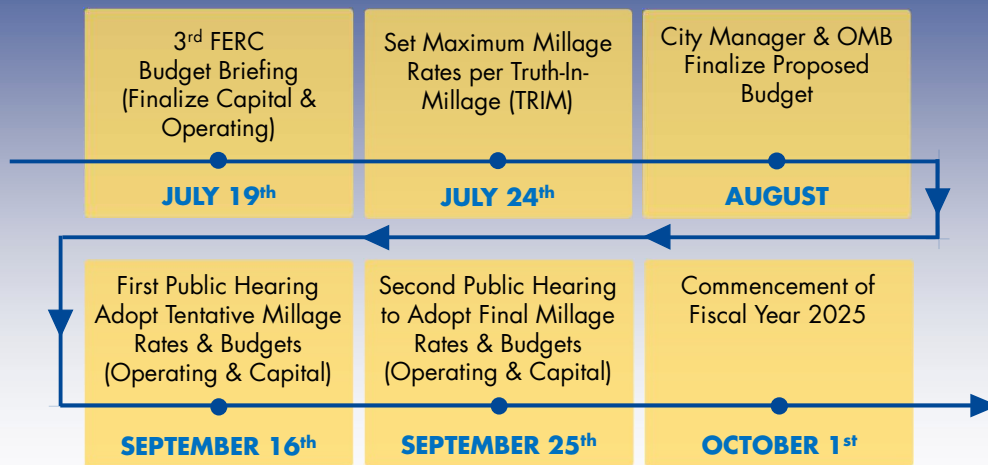 3rd FERC
Budget Briefing
(Finalize Capital &
Operating)
JULY 19th
Set Maximum Millage
Rates per Truth-In-
Millage (TRIM)
JULY 24th
City Manager & OMB
Finalize Proposed
Budget
AUGUST
First Public Hearing
Adopt Tentative Millage
Rates & Budgets
(Operating & Capital)
SEPTEMBER 16th
Second Public Hearing
to Adopt Final Millage
Rates & Budgets
(Operating & Capital)
SEPTEMBER 25th
Commencement of
Fiscal Year 2025
OCTOBER 1st